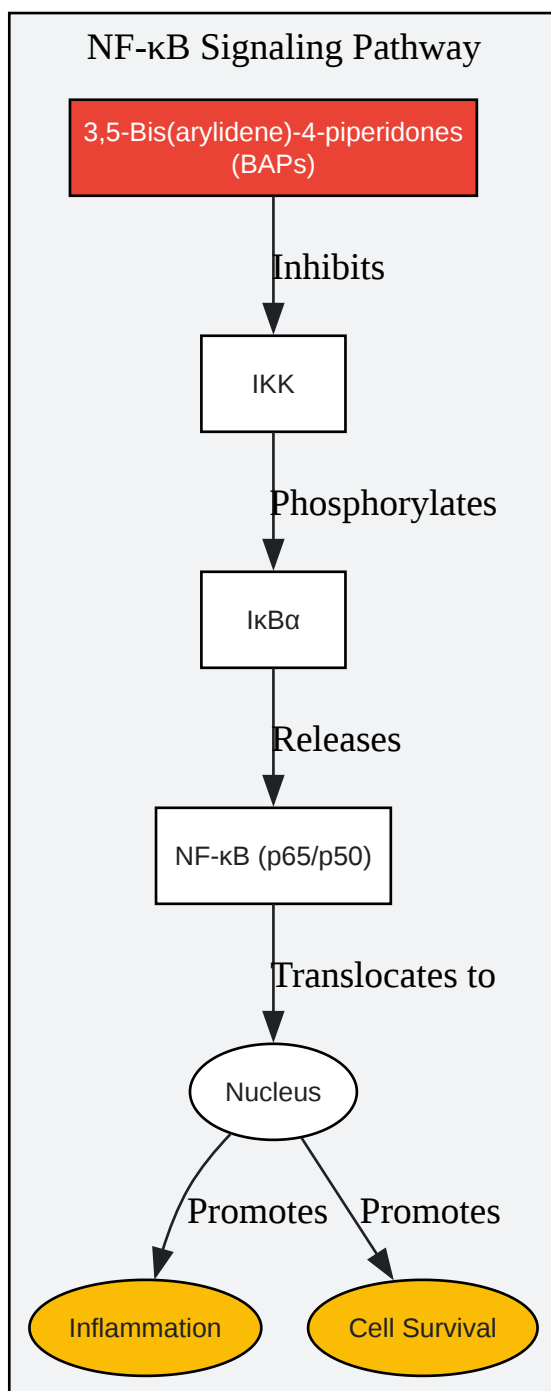 NF-κB Signaling Pathway
3,5-Bis(arylidene)-4-piperidones
(BAPs)
Inhibits
IKK
Phosphorylates
IκBα
Releases
NF-κB (p65/p50)
Translocates to
Nucleus
Promotes
Promotes
Inflammation
Cell Survival